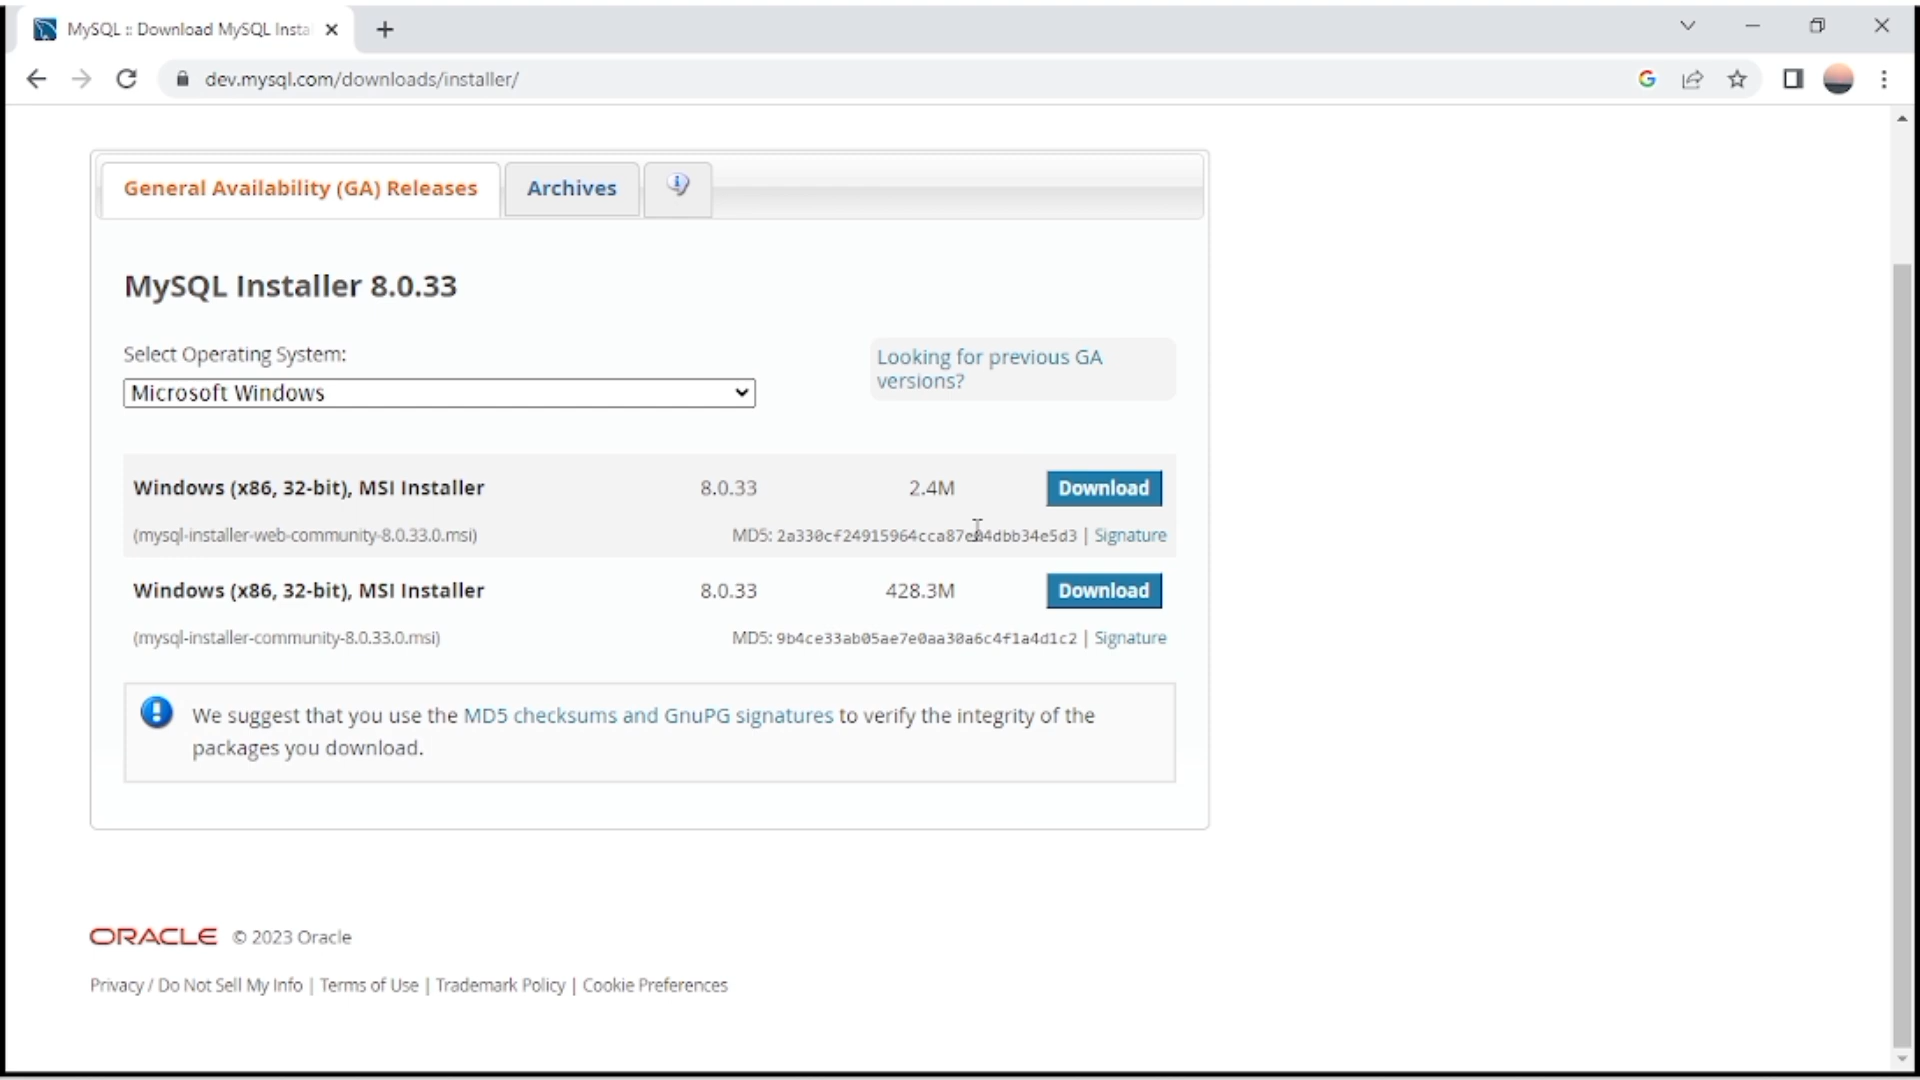 MySQL :: Download MySQL Insta
dev.mysql.com/downloads/installer/
General Availability (GA) Releases
Archives
MySQL Installer 8.0.33
Select Operating System:
Looking for previous GA
versions?
Microsoft Windows
Windows (x86, 32-bit), MSI Installer 8.0.33 2.4M Download
(mysql-installer-web-community-8.0.33.0.msi) MD5: | Signature
Windows (x86, 32-bit), MSI Installer 8.0.33 428.3M Download
(mysql-installer-community-8.0.33.0.msi) MD5: 9b4ce33ab05ae7e0aa30a6c4f1a4d1c2 | Signature
We suggest that you use the MD5 checksums and GnuPG signatures to verify the integrity of the
packages you download.
ORACLE © 2023 Oracle
Privacy / Do Not Sell My Info | Terms of Use | Trademark Policy | Cookie Preferences